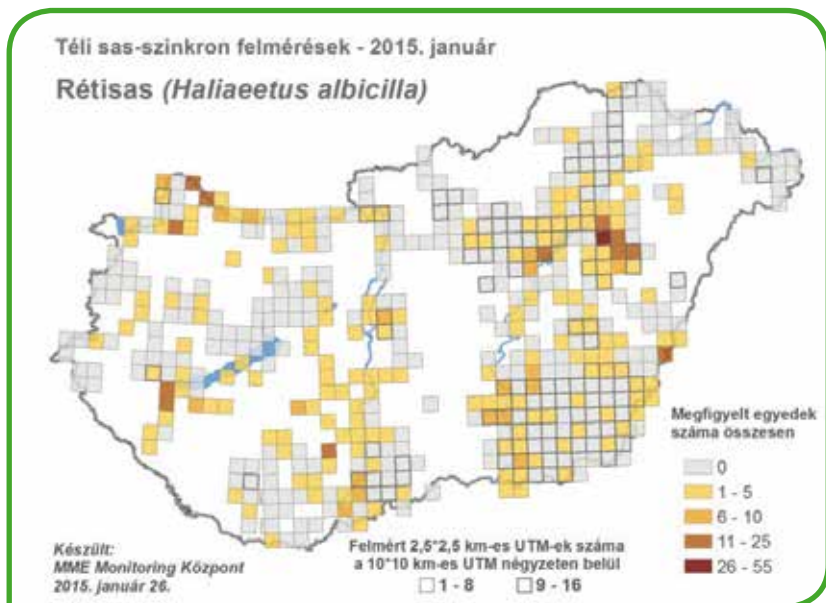 Téli sas-szinkron felmérések - 2015. január
Rétisas (Haliaeetus albicilla)
Megfigyelt egyedek
száma összesen
0
1 - 5
6 - 10
11 - 25
26 - 55
Felmért 2,5*2,5 km-es UTM-ek száma
a 10*10 km-es UTM négyzeten belül
1 - 8
9 - 16
Készült:
MME Monitoring Központ
2015. január 26.